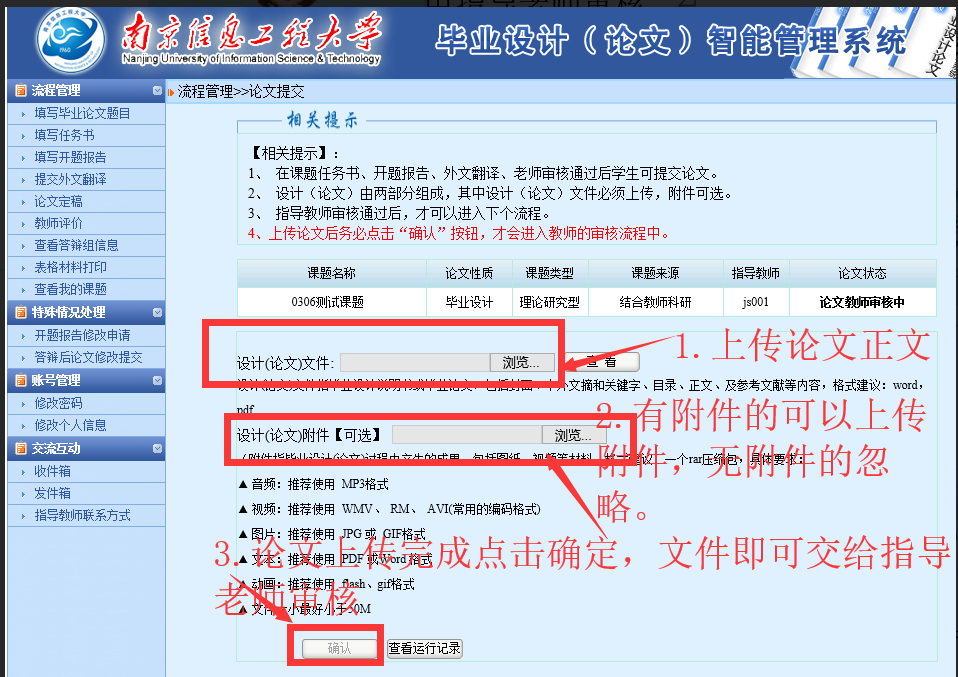 南京信息工程大学
Nanjing University of Information Science & Technology
毕业设计（论文）智能管理系统
流程管理
填写毕业论文题目
填写任务书
填写开题报告
提交外文翻译
论文定稿
教师评价
查看答辩组信息
表格材料打印
查看我的课题
特殊情况处理
开题报告修改申请
答辩后论文修改提交
账号管理
修改密码
修改个人信息
交流互动
收件箱
发件箱
指导教师联系方式
流程管理>>论文提交
相关提示
【相关提示】：
1、 在课题任务书、开题报告、外文翻译、老师审核通过后学生可提交论文。
2、 设计（论文）由两部分组成，其中设计（论文）文件必须上传，附件可选。
3、 指导教师审核通过后，才可以进入下个流程。
4、上传论文后务必点击“确认”按钮，才会进入教师的审核流程中。
课题名称 论文性质 课题类型 课题来源 指导教师 论文状态
0306测试课题 毕业设计 理论研究型 结合教师科研 js001 论文教师审核中
设计(论文)文件: 浏览... 查 看
1.上传论文正文
外文摘和关键字、目录、正文、及参考文献等内容，格式建议：word，
pdf
设计(论文)附件【可选】 浏览...
2.有附件的可以上传
附件，无附件的忽
略。
一个rar压缩包，具体要求：
▲音频：推荐使用 MP3格式
▲视频：推荐使用 WMV 、 RM、 AVI(常用的编码格式)
▲图片：推荐使用 JPG 或 GIF格式
▲文本：推荐使用 PDF 或Word 格式
▲动画：推荐使用 flash、gif格式
▲文件大小最好小于50M
3.论文上传完成点击确定，文件即可交给指导
老师审核
确认 查看运行记录